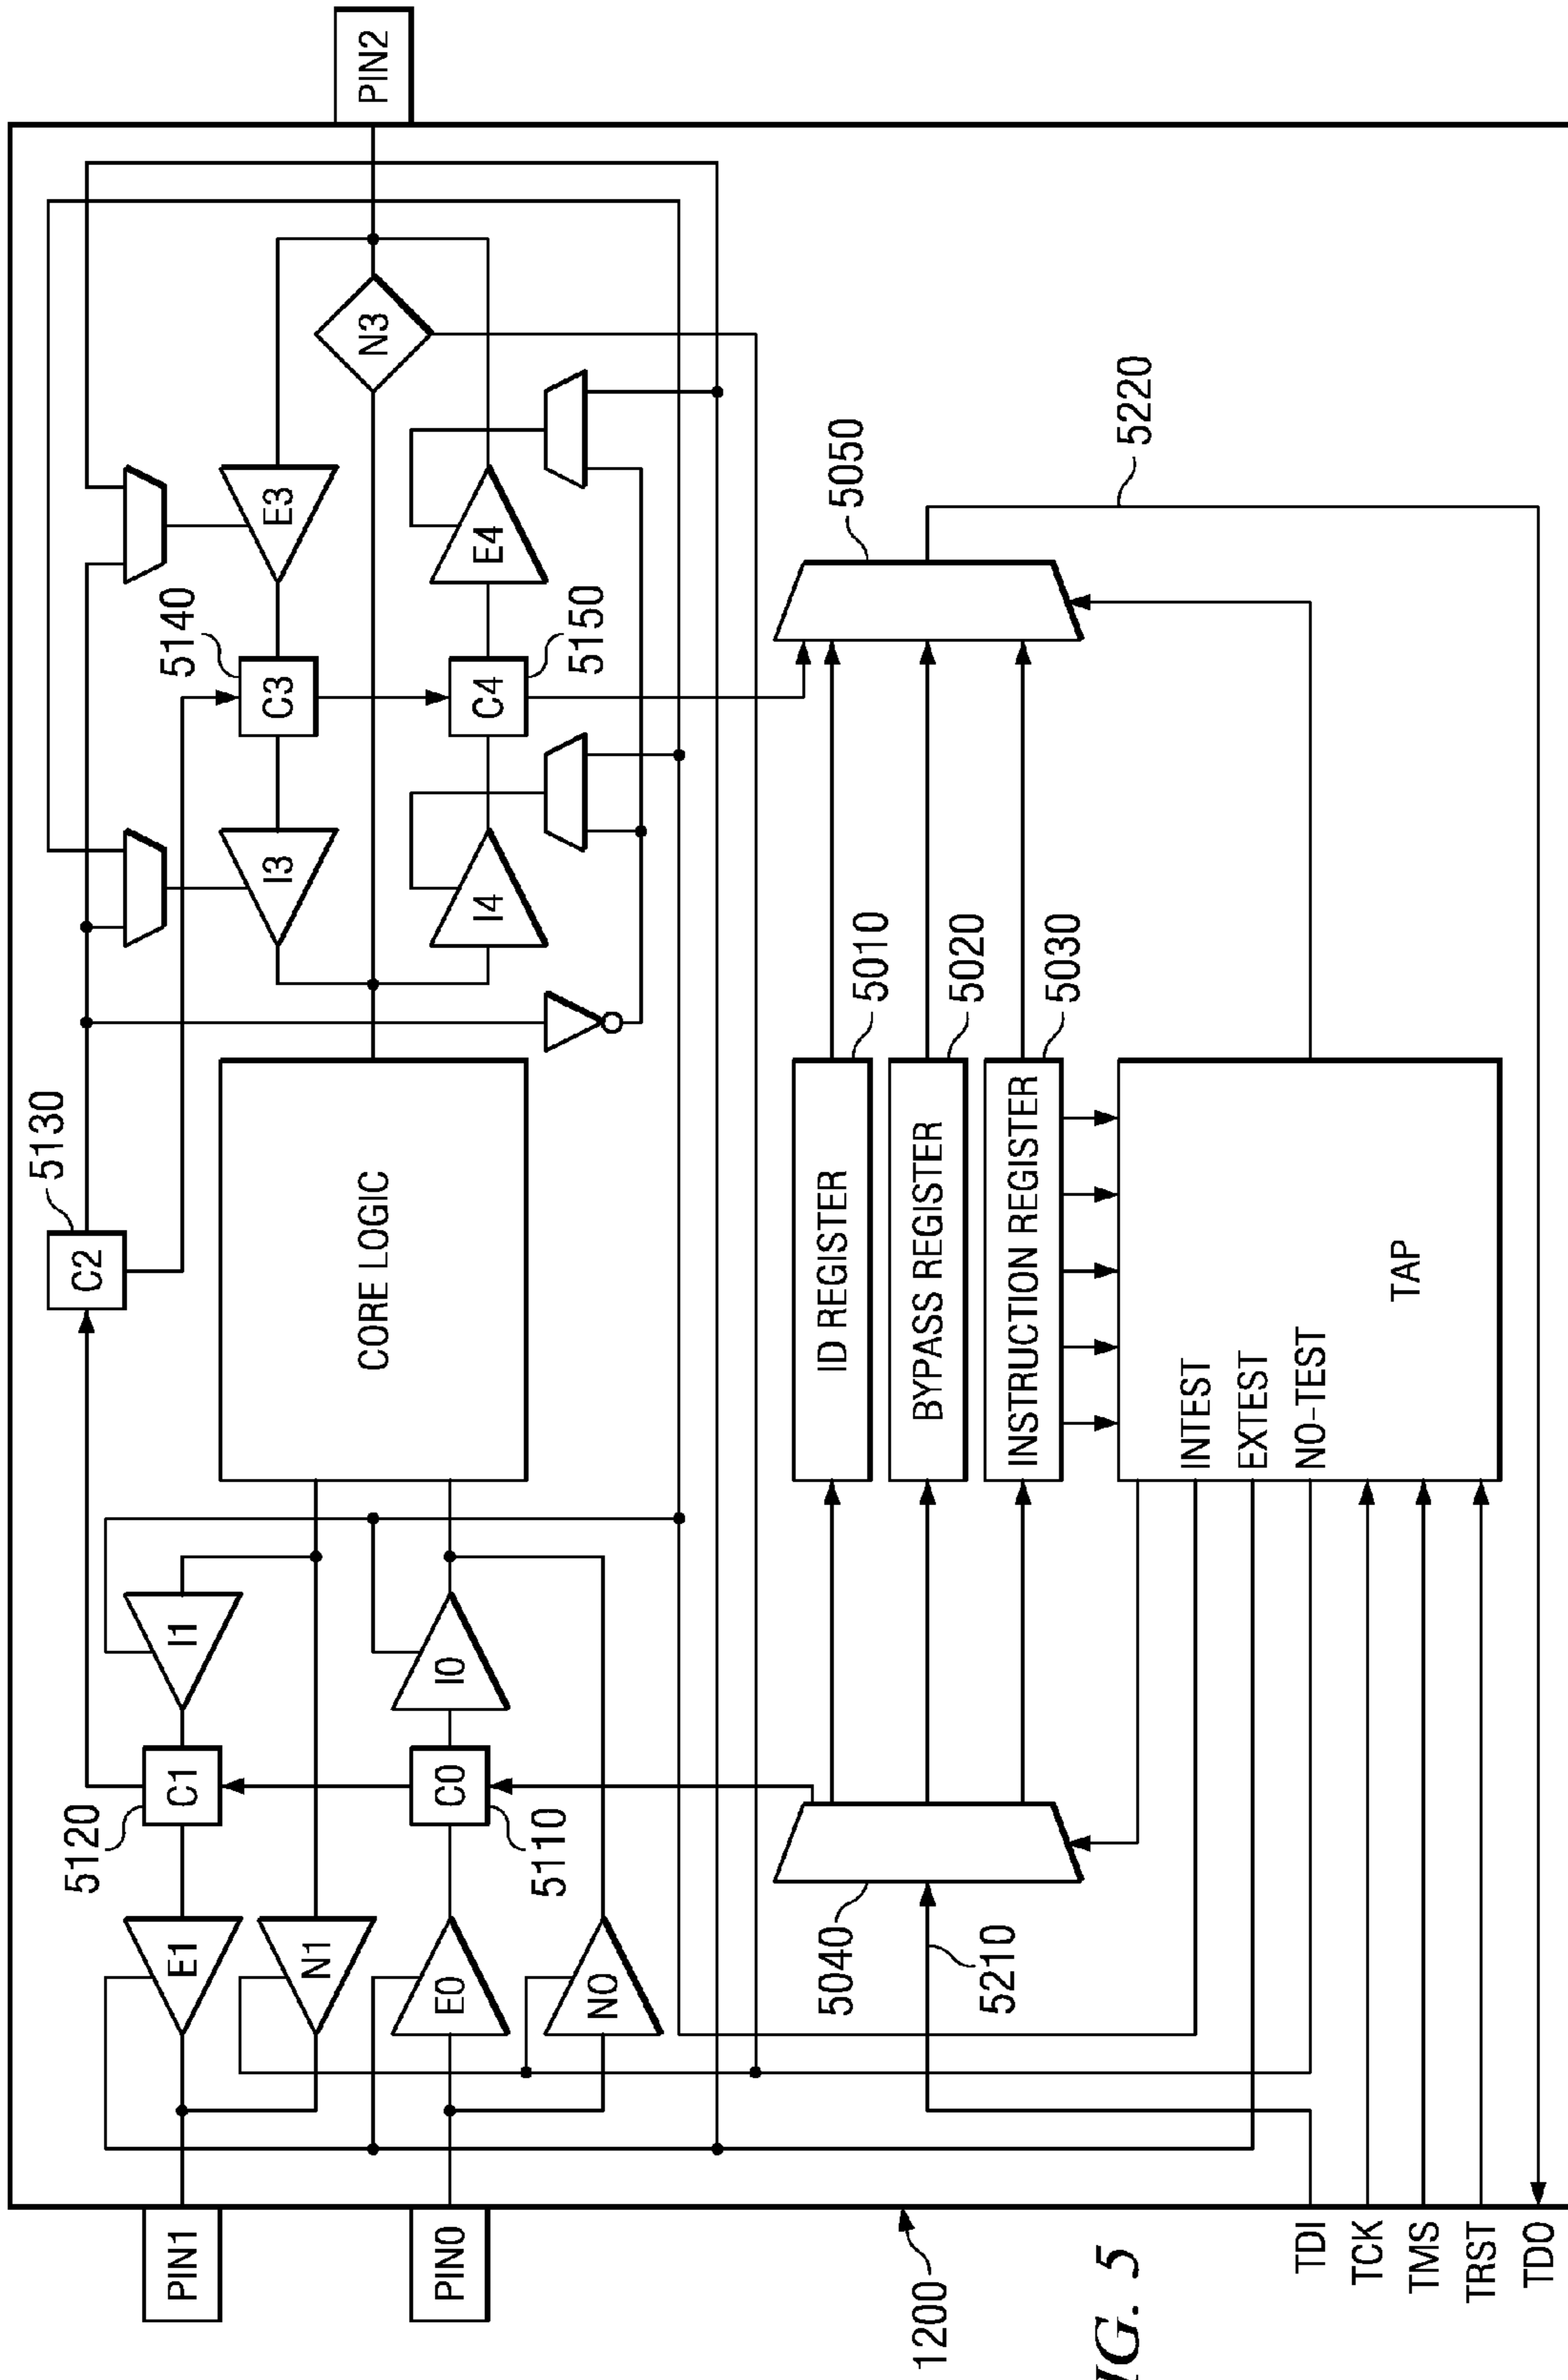 PIN1
PIN0
PIN2
5120
C1
E1
I1
N1
5110
C0
E0
I0
N0
C2
5130
CORE LOGIC
I3
C3
5140
E3
N3
I4
C4
5150
E4
5040
5210
ID REGISTER
5010
BYPASS REGISTER
5020
INSTRUCTION REGISTER
5030
5050
5220
INTEST
EXTEST
NO-TEST
TAP
TDI
TCK
TMS
TRST
TDO
1200
IG. 5